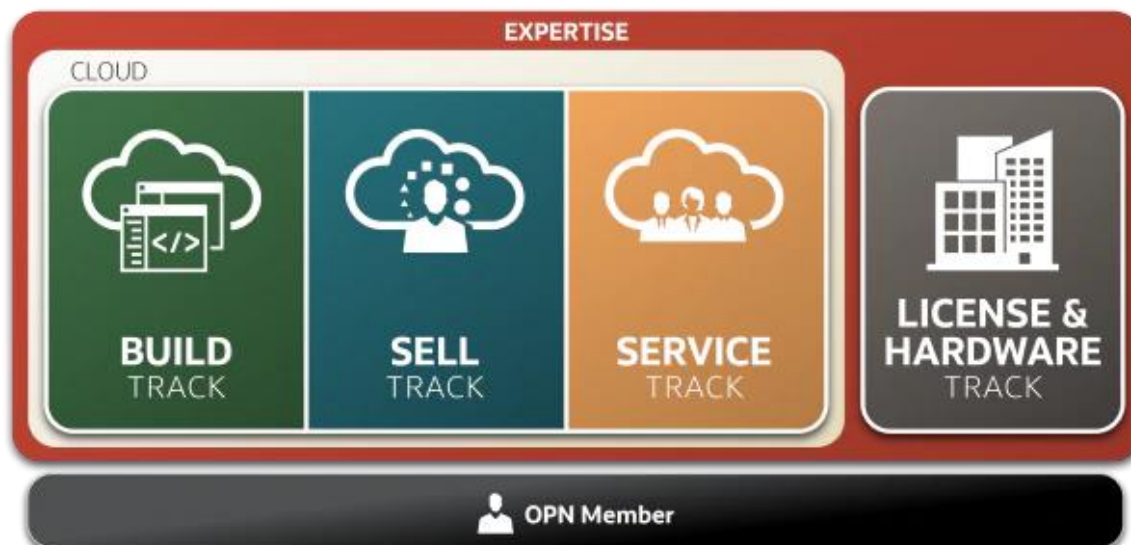 EXPERTISE
CLOUD
</>
BUILD
TRACK
SELL
TRACK
SERVICE
TRACK
LICENSE &
HARDWARE
TRACK
OPN Member